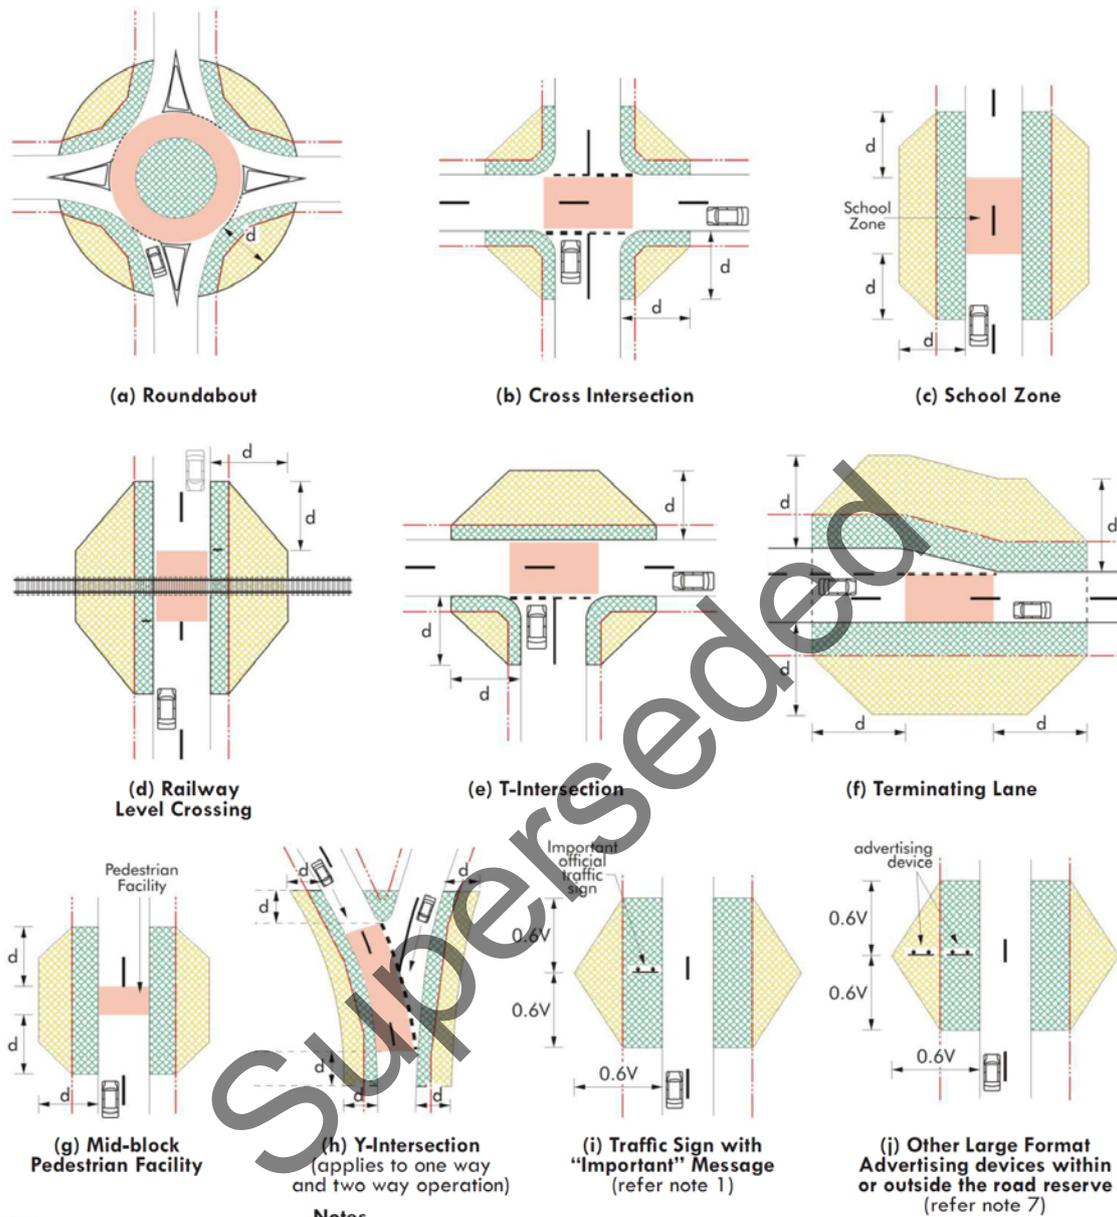 d
(a) Roundabout
d
d
(b) Cross Intersection
d
School
Zone
d
d
(c) School Zone
d
d
(d) Railway
Level Crossing
d
d
d
(e) T-Intersection
d
d
d
d
d
(f) Terminating Lane
Pedestrian
Facility
d
d
d
(g) Mid-block
Pedestrian Facility
d
d
d
d
d
(h) Y-Intersection
(applies to one way
and two way operation)
Important
official
traffic
sign
0.6V
0.6V
0.6V
(i) Traffic Sign with
“Important” Message
(refer note 1)
advertising
device
0.6V
0.6V
0.6V
(j) Other Large Format
Advertising devices within
or outside the road reserve
(refer note 7)
Notes
Superseded